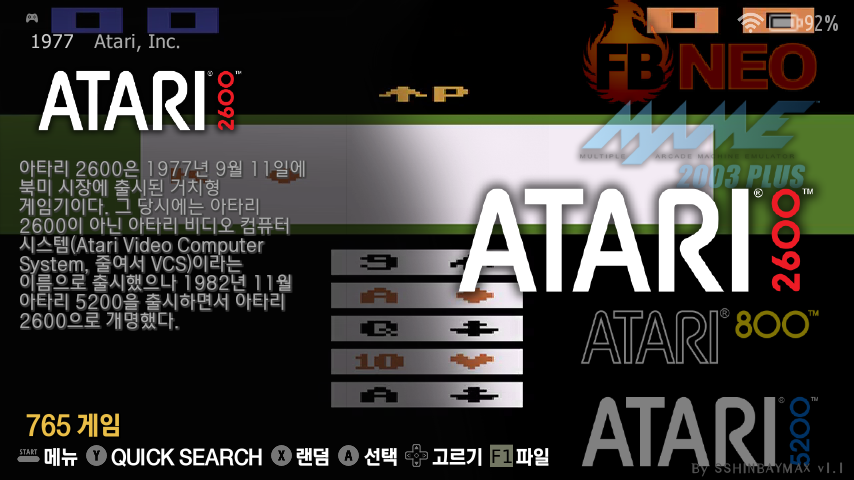 92%
1977 Atari, Inc.
ATARI® 2600™
FB NEO
↑P
MAME
MULTIPLE ARCADE MACHINE EMULATOR
2003 PLUS
아타리 2600은 1977년 9월 11일에
북미 시장에 출시된 거치형
게임기이다. 그 당시에는 아타리
2600이 아닌 아타리 비디오 컴퓨터
시스템(Atari Video Computer
System, 줄여서 VCS)이라는
이름으로 출시했으나 1982년 11월
아타리 5200을 출시하면서 아타리
2600으로 개명했다.
ATARI® 2600™
9
A
Q
10
A
ATARI® 800™
ATARI 5200™
765 게임
START 메뉴 Y QUICK SEARCH X 랜덤 A 선택 고르기 F1 파일
By SSHINBAYMAX v1.1